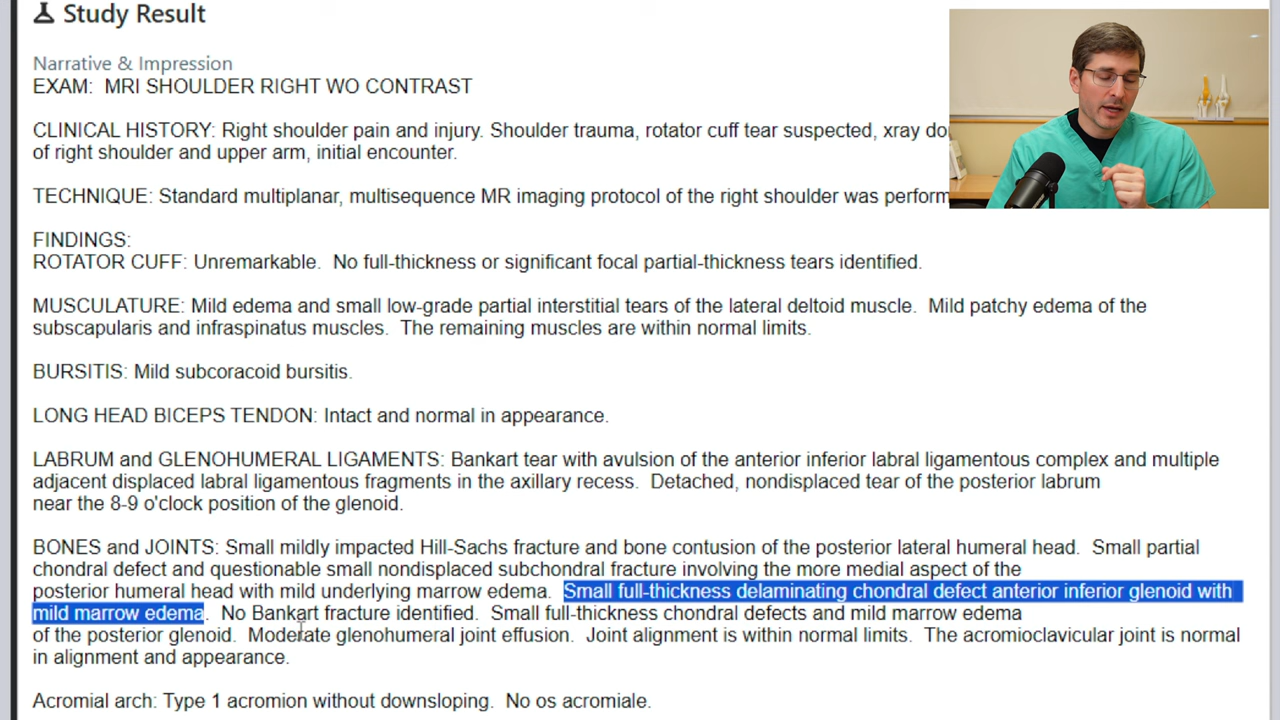 Study Result
Narrative & Impression
EXAM: MRI SHOULDER RIGHT WO CONTRAST
CLINICAL HISTORY: Right shoulder pain and injury. Shoulder trauma, rotator cuff tear suspected, xray
of right shoulder and upper arm, initial encounter.
TECHNIQUE: Standard multiplanar, multisequence MR imaging protocol of the right shoulder was perform
FINDINGS:
ROTATOR CUFF: Unremarkable. No full-thickness or significant focal partial-thickness tears identified.
MUSCULATURE: Mild edema and small low-grade partial interstitial tears of the lateral deltoid muscle. Mild patchy edema of the
subscapularis and infraspinatus muscles. The remaining muscles are within normal limits.
BURSITIS: Mild subcoracoid bursitis.
LONG HEAD BICEPS TENDON: Intact and normal in appearance.
LABRUM and GLENOHUMERAL LIGAMENTS: Bankart tear with avulsion of the anterior inferior labral ligamentous complex and multiple
adjacent displaced labral ligamentous fragments in the axillary recess. Detached, nondisplaced tear of the posterior labrum
near the 8-9 o'clock position of the glenoid.
BONES and JOINTS: Small mildly impacted Hill-Sachs fracture and bone contusion of the posterior lateral humeral head. Small partial
chondral defect and questionable small nondisplaced subchondral fracture involving the more medial aspect of the
posterior humeral head with mild underlying marrow edema. Small full-thickness delaminating chondral defect anterior inferior glenoid with
mild marrow edema. No Bankart fracture identified. Small full-thickness chondral defects and mild marrow edema
of the posterior glenoid. Moderate glenohumeral joint effusion. Joint alignment is within normal limits. The acromioclavicular joint is normal
in alignment and appearance.
Acromial arch: Type 1 acromion without downsloping. No os acromiale.